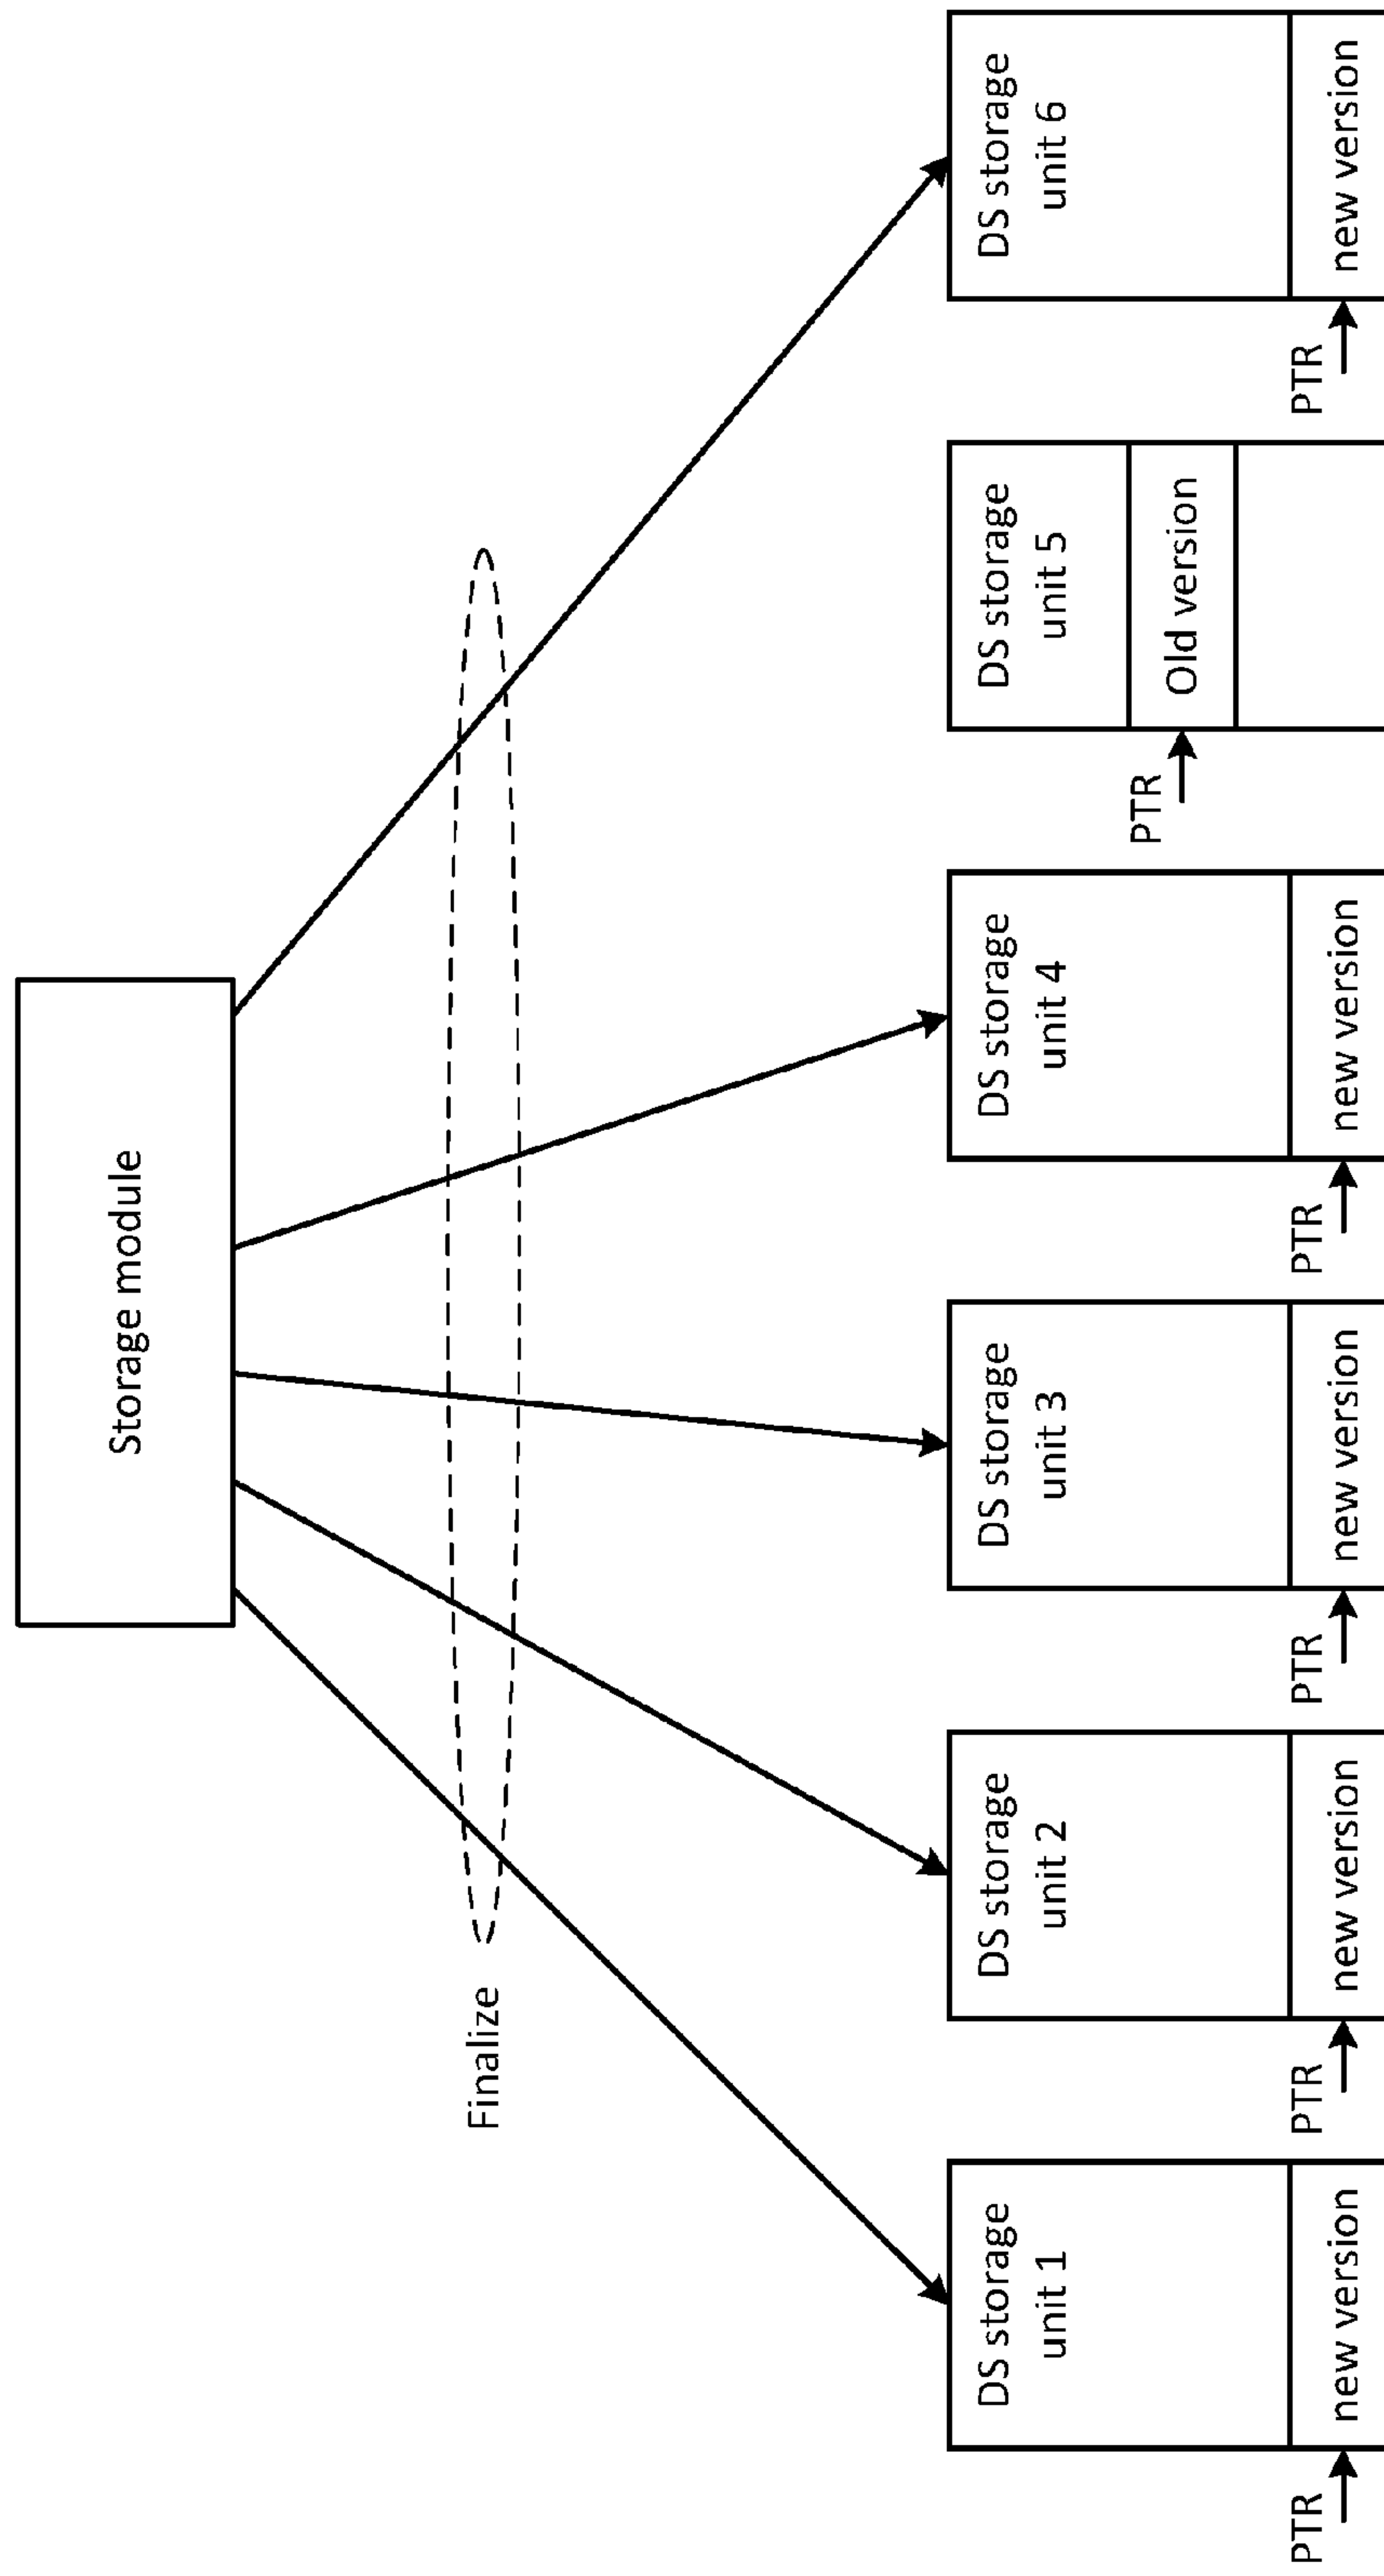 Storage module
Finalize
DS storage
unit 1
PTR
new version
DS storage
unit 2
PTR
new version
DS storage
unit 3
PTR
new version
DS storage
unit 4
PTR
new version
DS storage
unit 5
PTR
Old version
DS storage
unit 6
PTR
new version